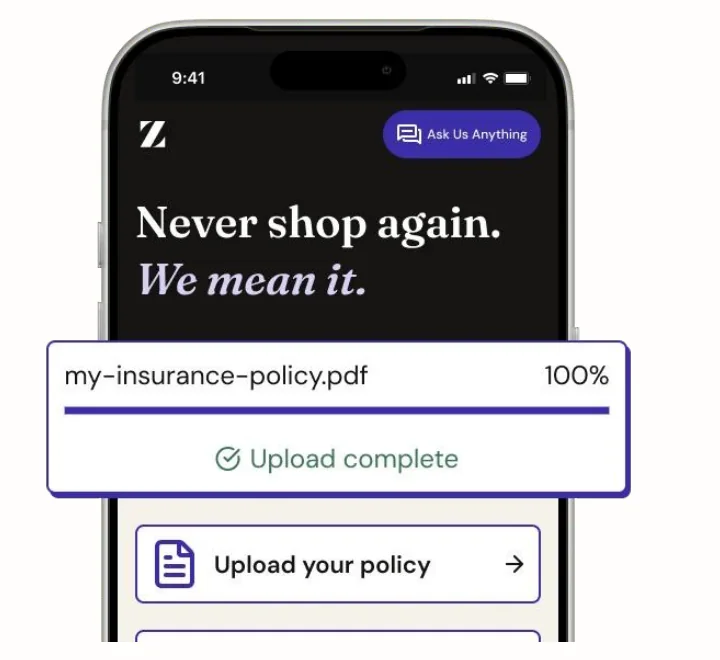 9:41
Z
Ask Us Anything
Never shop again.
We mean it.
my-insurance-policy.pdf 100%
Upload complete
Upload your policy